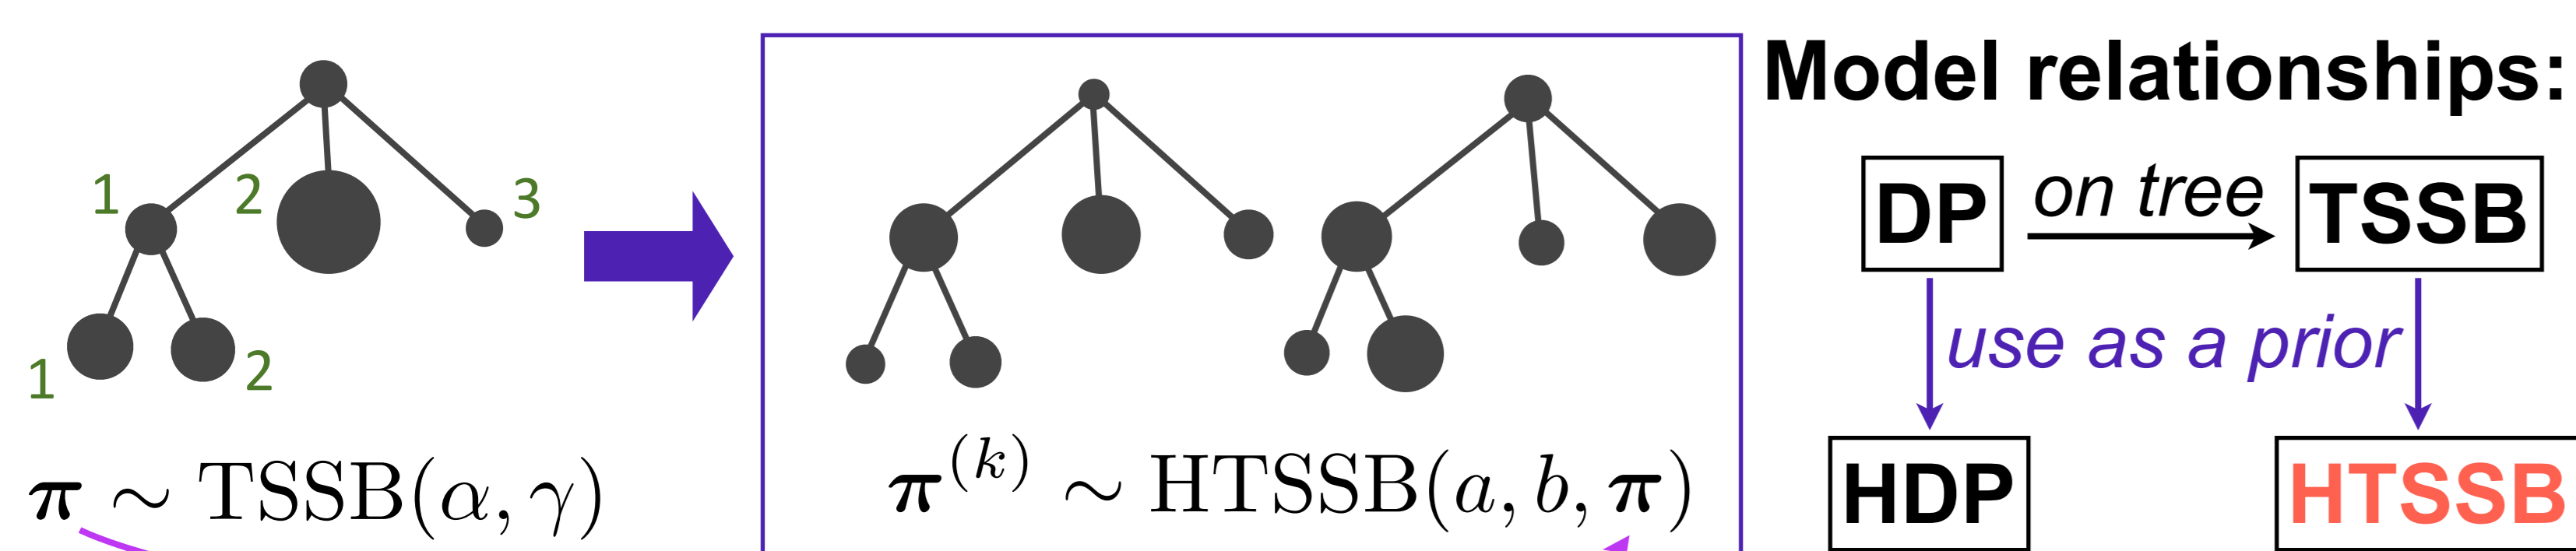 1
2
3
1
2
π ∼ TSSB(α, γ)
π^(k) ∼ HTSSB(a, b, π)
Model relationships:
DP
on tree
TSSB
use as a prior
HDP
HTSSB